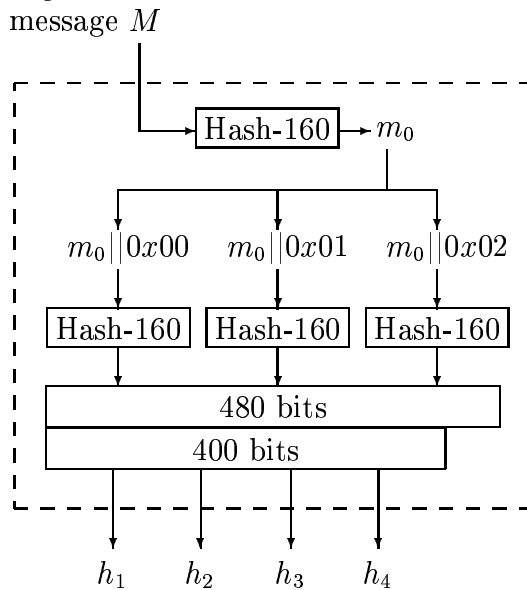 message M
Hash-160 m₀
m₀||0x00 m₀||0x01 m₀||0x02
Hash-160 Hash-160 Hash-160
480 bits
400 bits
h₁ h₂ h₃ h₄